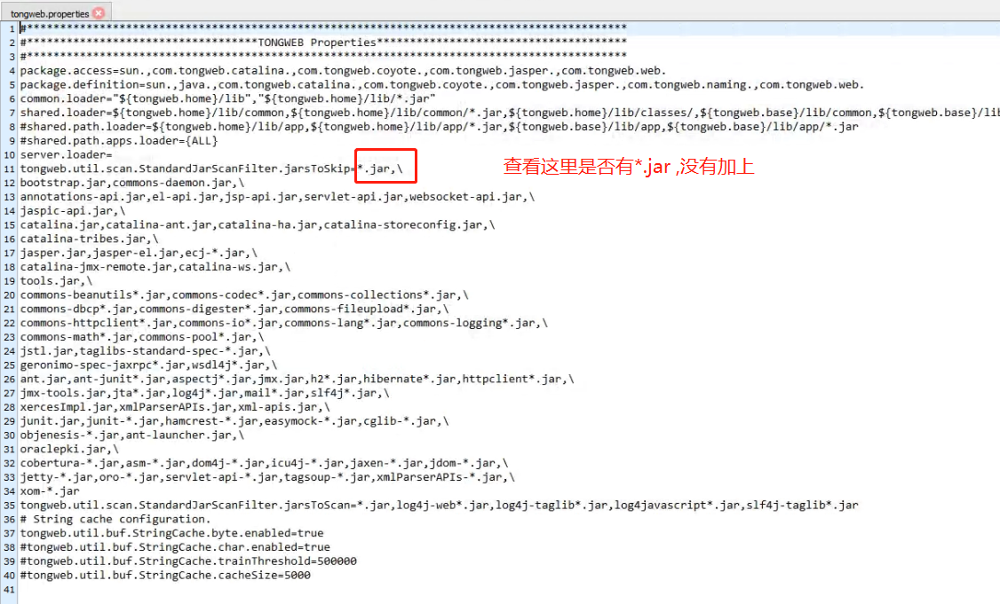 tongweb.properties
1 #******************************************************************************************
2 #***********************************TONGWEB Properties**************************************
3 #******************************************************************************************
4 package.access=sun.,com.tongweb.catalina.,com.tongweb.coyote.,com.tongweb.jasper.,com.tongweb.web.
5 package.definition=sun.,java.,com.tongweb.catalina.,com.tongweb.coyote.,com.tongweb.jasper.,com.tongweb.naming.,com.tongweb.web.
6 common.loader="${tongweb.home}/lib","${tongweb.home}/lib/*.jar"
7 shared.loader=${tongweb.home}/lib/common,${tongweb.home}/lib/common/*.jar,${tongweb.home}/lib/classes/,${tongweb.base}/lib/common,${tongweb.base}/lib
8 #shared.path.loader=${tongweb.home}/lib/app,${tongweb.home}/lib/app/*.jar,${tongweb.base}/lib/app,${tongweb.base}/lib/app/*.jar
9 #shared.path.apps.loader={ALL}
10 server.loader=
11 tongweb.util.scan.StandardJarScanFilter.jarsToSkip=*.jar,\ 查看这里是否有*.jar ,没有加上
12 bootstrap.jar,commons-daemon.jar,\
13 annotations-api.jar,el-api.jar,jsp-api.jar,servlet-api.jar,websocket-api.jar,\
14 jaspic-api.jar,\
15 catalina.jar,catalina-ant.jar,catalina-ha.jar,catalina-storeconfig.jar,\
16 catalina-tribes.jar,\
17 jasper.jar,jasper-el.jar,ecj-*.jar,\
18 catalina-jmx-remote.jar,catalina-ws.jar,\
19 tools.jar,\
20 commons-beanutils*.jar,commons-codec*.jar,commons-collections*.jar,\
21 commons-dbcp*.jar,commons-digester*.jar,commons-fileupload*.jar,\
22 commons-httpclient*.jar,commons-io*.jar,commons-lang*.jar,commons-logging*.jar,\
23 commons-math*.jar,commons-pool*.jar,\
24 jstl.jar,taglibs-standard-spec-*.jar,\
25 geronimo-spec-jaxrpc*.jar,wsdl4j*.jar,\
26 ant.jar,ant-junit*.jar,aspectj*.jar,jmx.jar,h2*.jar,hibernate*.jar,httpclient*.jar,\
27 jmx-tools.jar,jta*.jar,log4j*.jar,mail*.jar,slf4j*.jar,\
28 xercesImpl.jar,xmlParserAPIs.jar,xml-apis.jar,\
29 junit.jar,junit-*.jar,hamcrest-*.jar,easymock-*.jar,cglib-*.jar,\
30 objenesis-*.jar,ant-launcher.jar,\
31 oraclepki.jar,\
32 cobertura-*.jar,asm-*.jar,dom4j-*.jar,icu4j-*.jar,jaxen-*.jar,jdom-*.jar,\
33 jetty-*.jar,oro-*.jar,servlet-api-*.jar,tagsoup-*.jar,xmlParserAPIs-*.jar,\
34 xom-*.jar
35 tongweb.util.scan.StandardJarScanFilter.jarsToScan=*.jar,log4j-web*.jar,log4j-taglib*.jar,log4javascript*.jar,slf4j-taglib*.jar
36 # String cache configuration.
37 tongweb.util.buf.StringCache.byte.enabled=true
38 #tongweb.util.buf.StringCache.char.enabled=true
39 #tongweb.util.buf.StringCache.trainThreshold=500000
40 #tongweb.util.buf.StringCache.cacheSize=5000
41